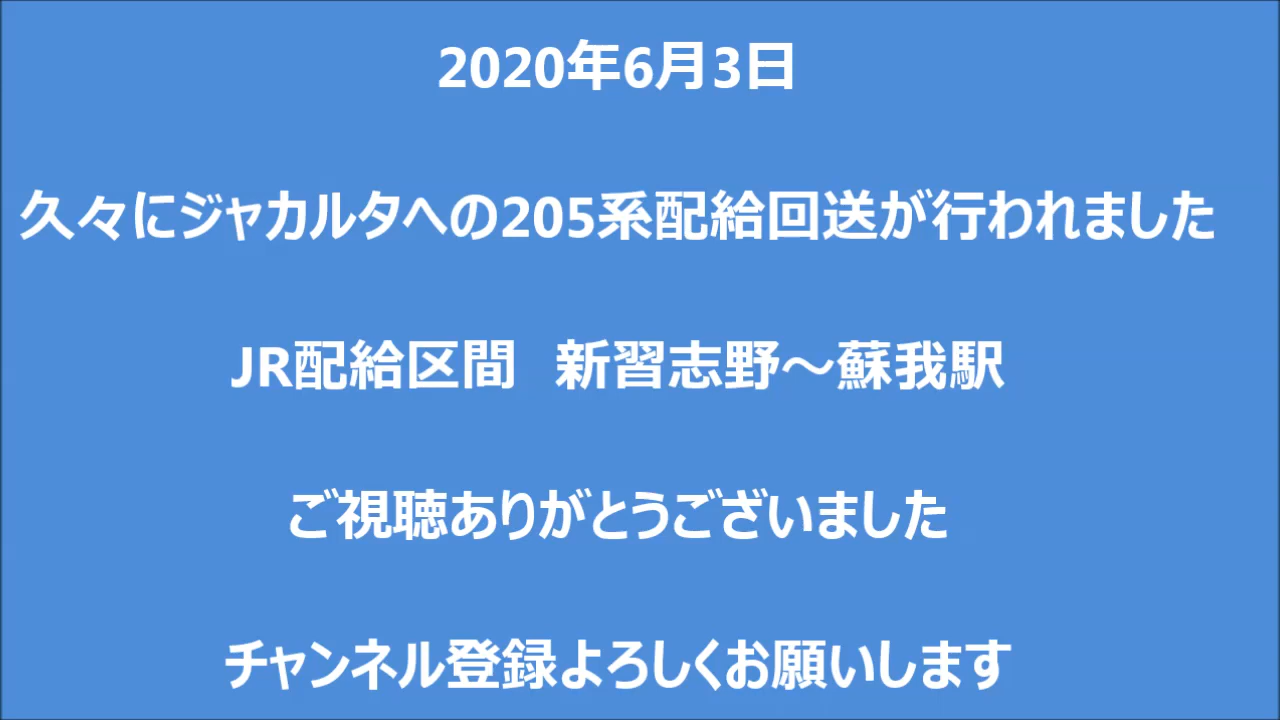 2020年6月3日
久々にジャカルタへの205系配給回送が行われました
JR配給区間　新習志野～蘇我駅
ご視聴ありがとうございました
チャンネル登録よろしくお願いします